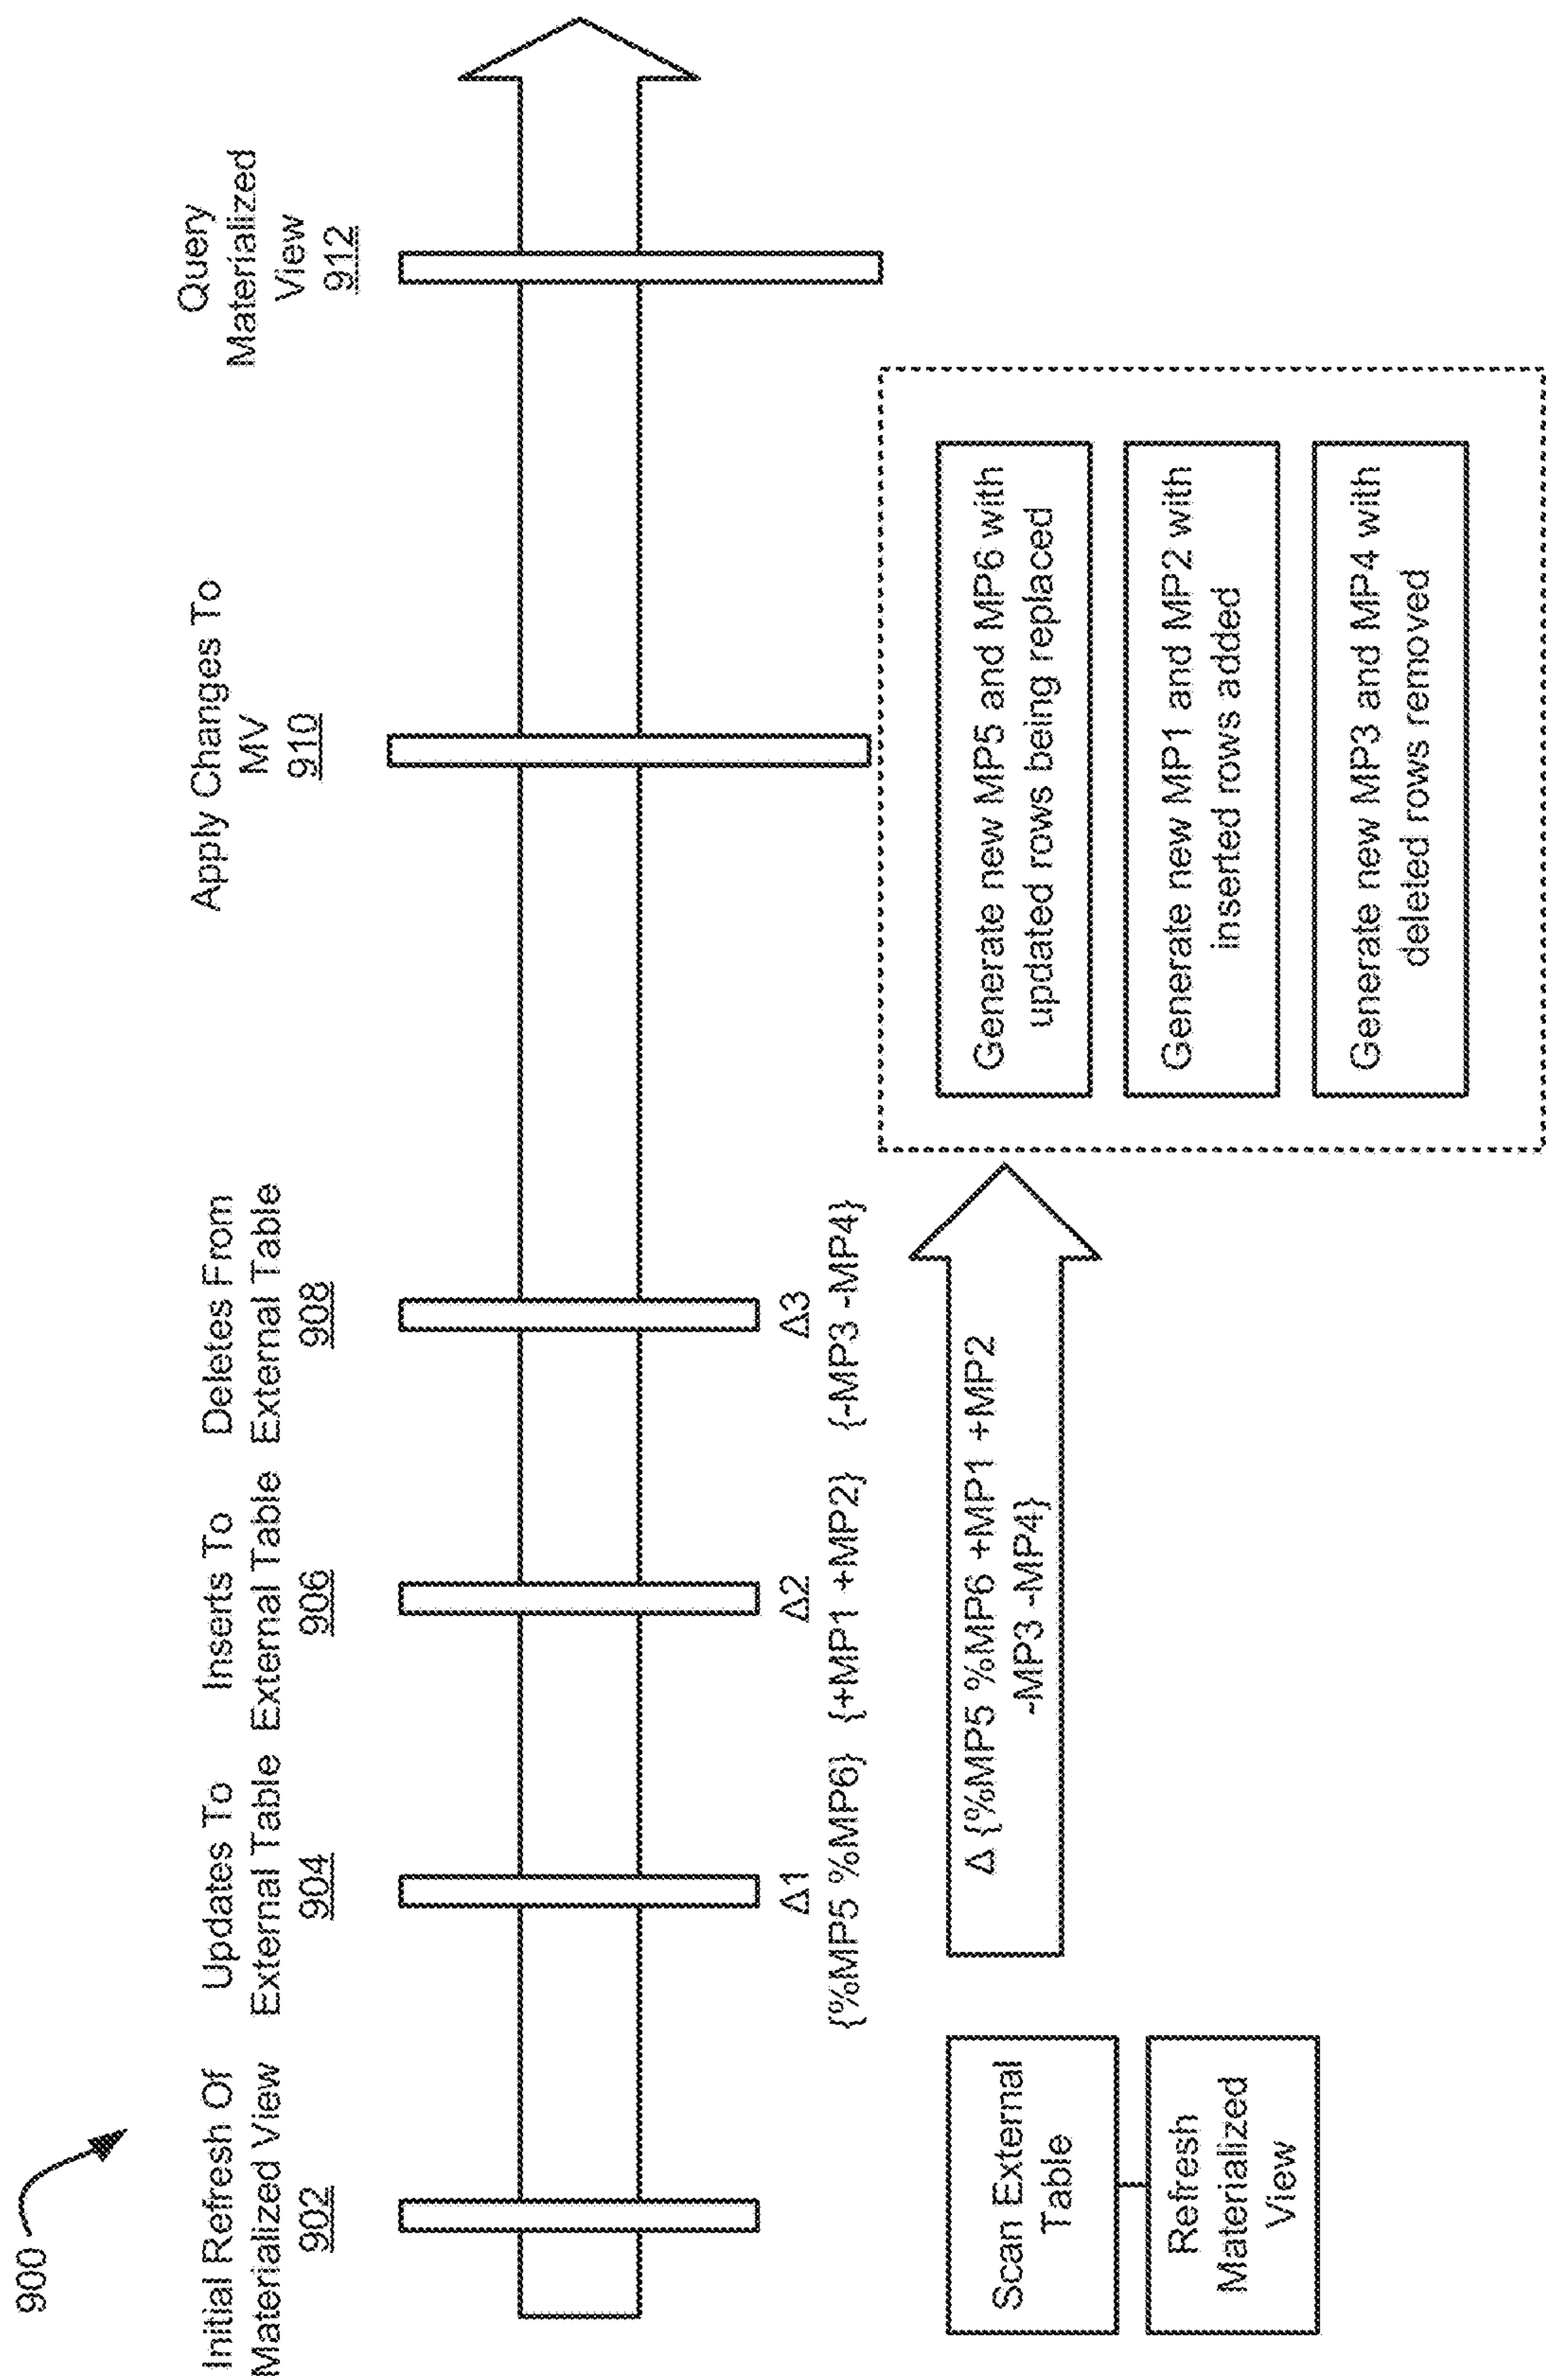 900
Initial Refresh Of
Materialized View
902
Updates To
External Table
904
Inserts To
External Table
906
Deletes From
External Table
908
Apply Changes To
MV
910
Query
Materialized
View
912
Δ1
{%MP5 %MP6}
Δ2
{+MP1 +MP2}
Δ3
{-MP3 -MP4}
Scan External
Table
Refresh
Materialized
View
Δ {%MP5 %MP6 +MP1 +MP2
-MP3 -MP4}
Generate new MP5 and MP6 with
updated rows being replaced
Generate new MP1 and MP2 with
inserted rows added
Generate new MP3 and MP4 with
deleted rows removed